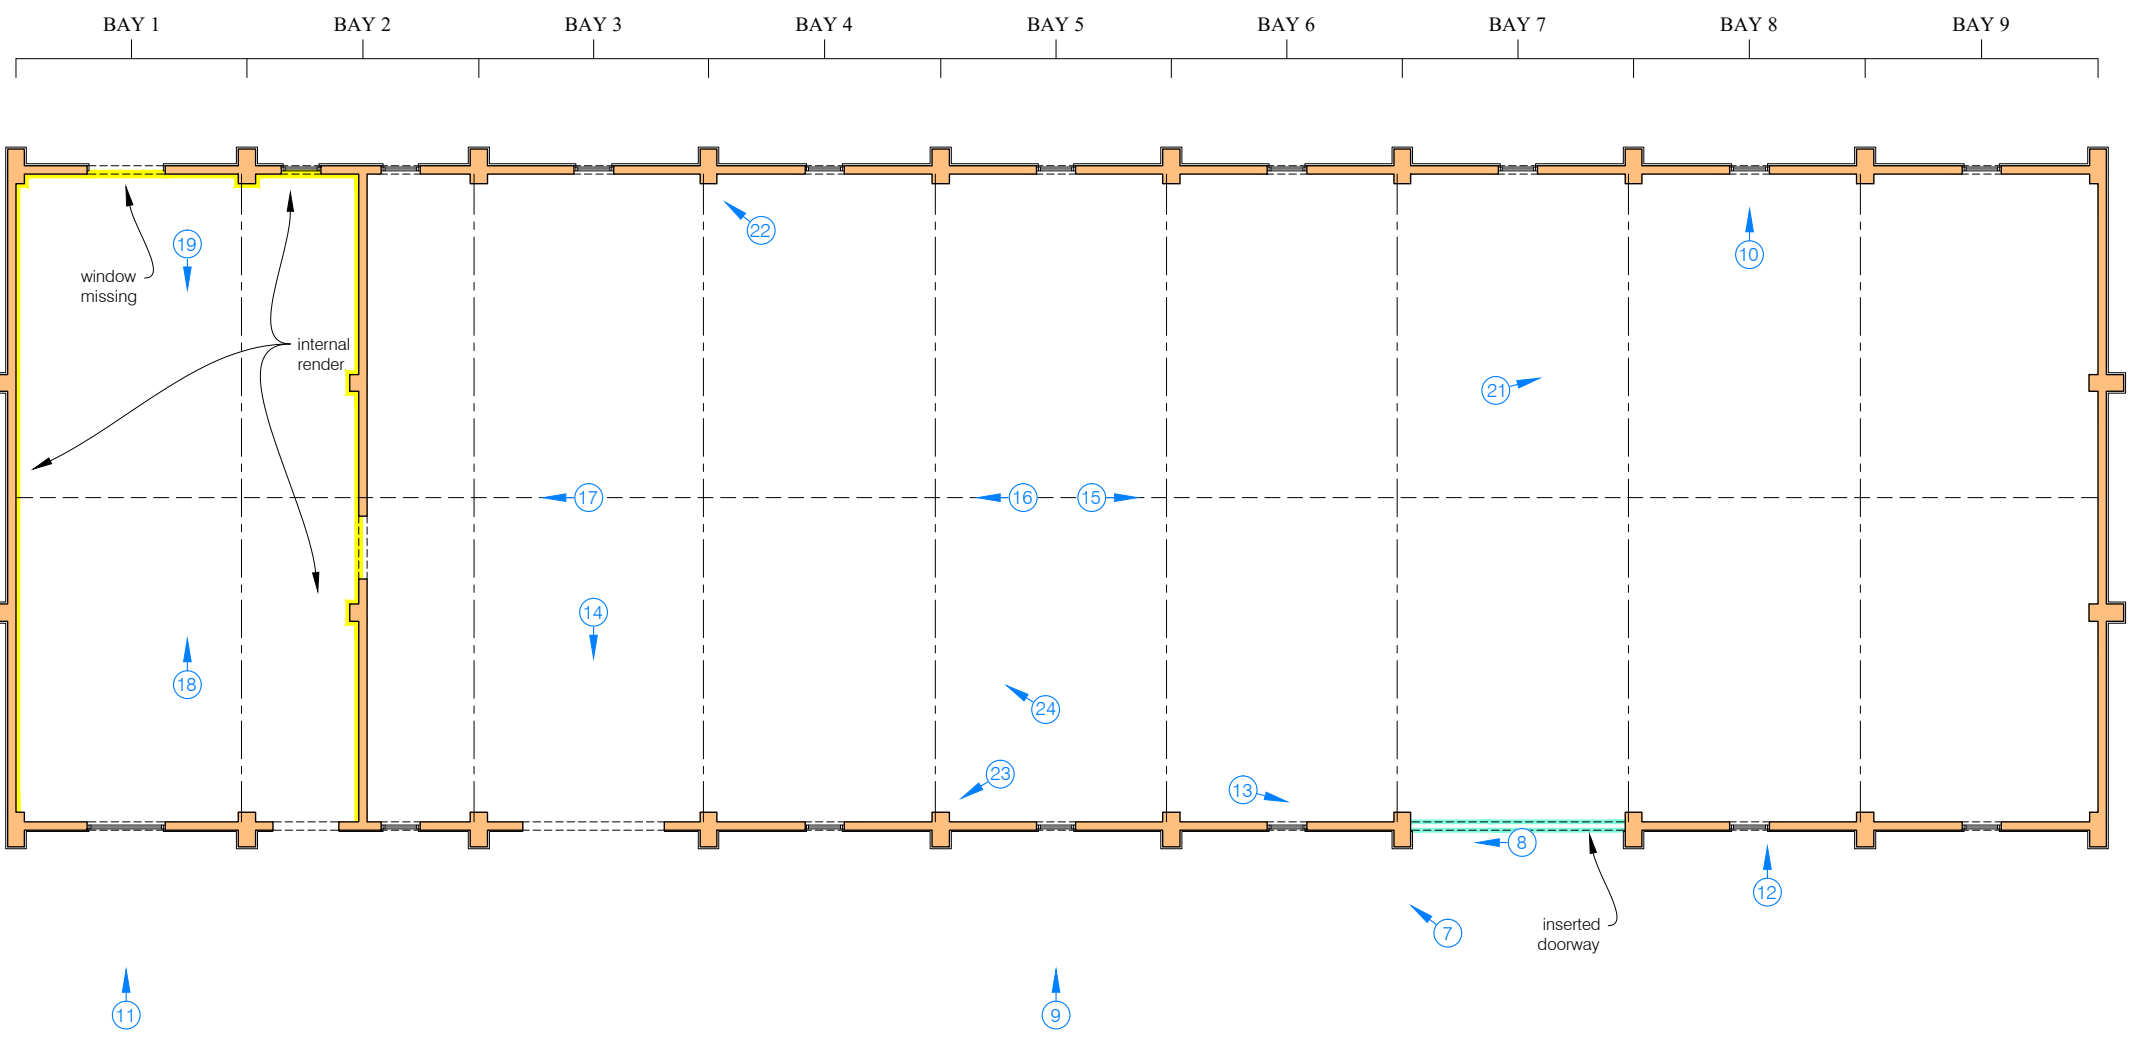 BAY 1 BAY 2 BAY 3 BAY 4 BAY 5 BAY 6 BAY 7 BAY 8 BAY 9
22
19
10
window
missing
internal
render
21
17 16 15
14
18
24
23
13
8
12
7
inserted
doorway
11
9